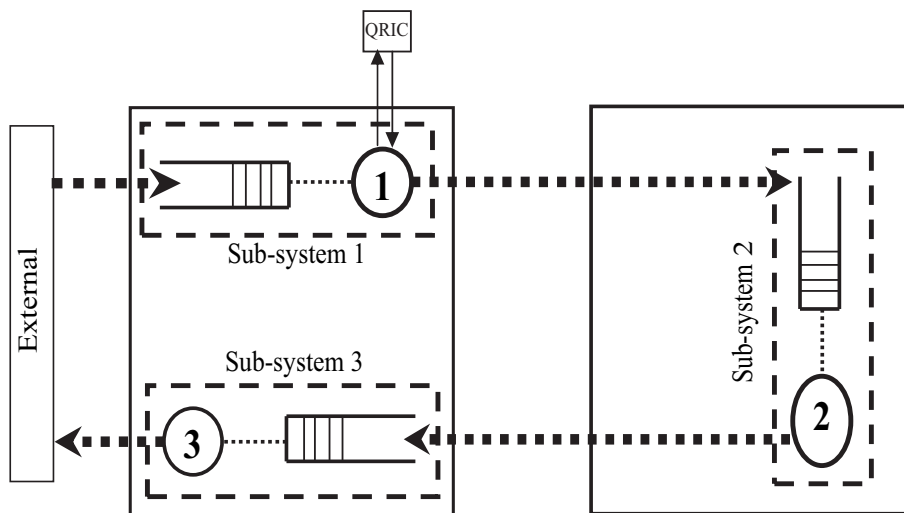 QRIC
1
Sub-system 1
External
Sub-system 2
Sub-system 3
3
2